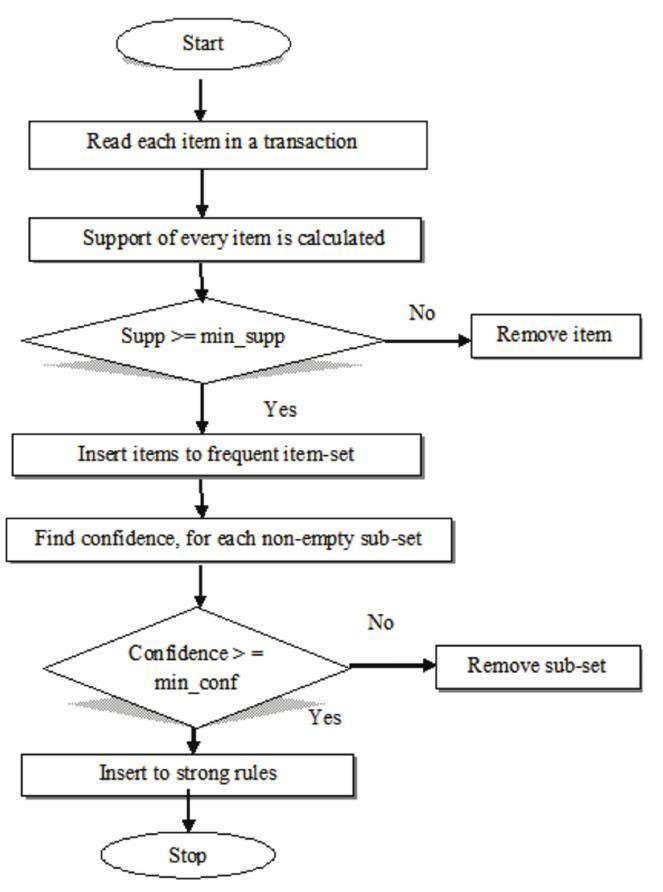 Start
Read each item in a transaction
Support of every item is calculated
Supp >= min_supp
No
Remove item
Yes
Insert items to frequent item-set
Find confidence, for each non-empty sub-set
No
Confidence > =
min_conf
Remove sub-set
Yes
Insert to strong rules
Stop